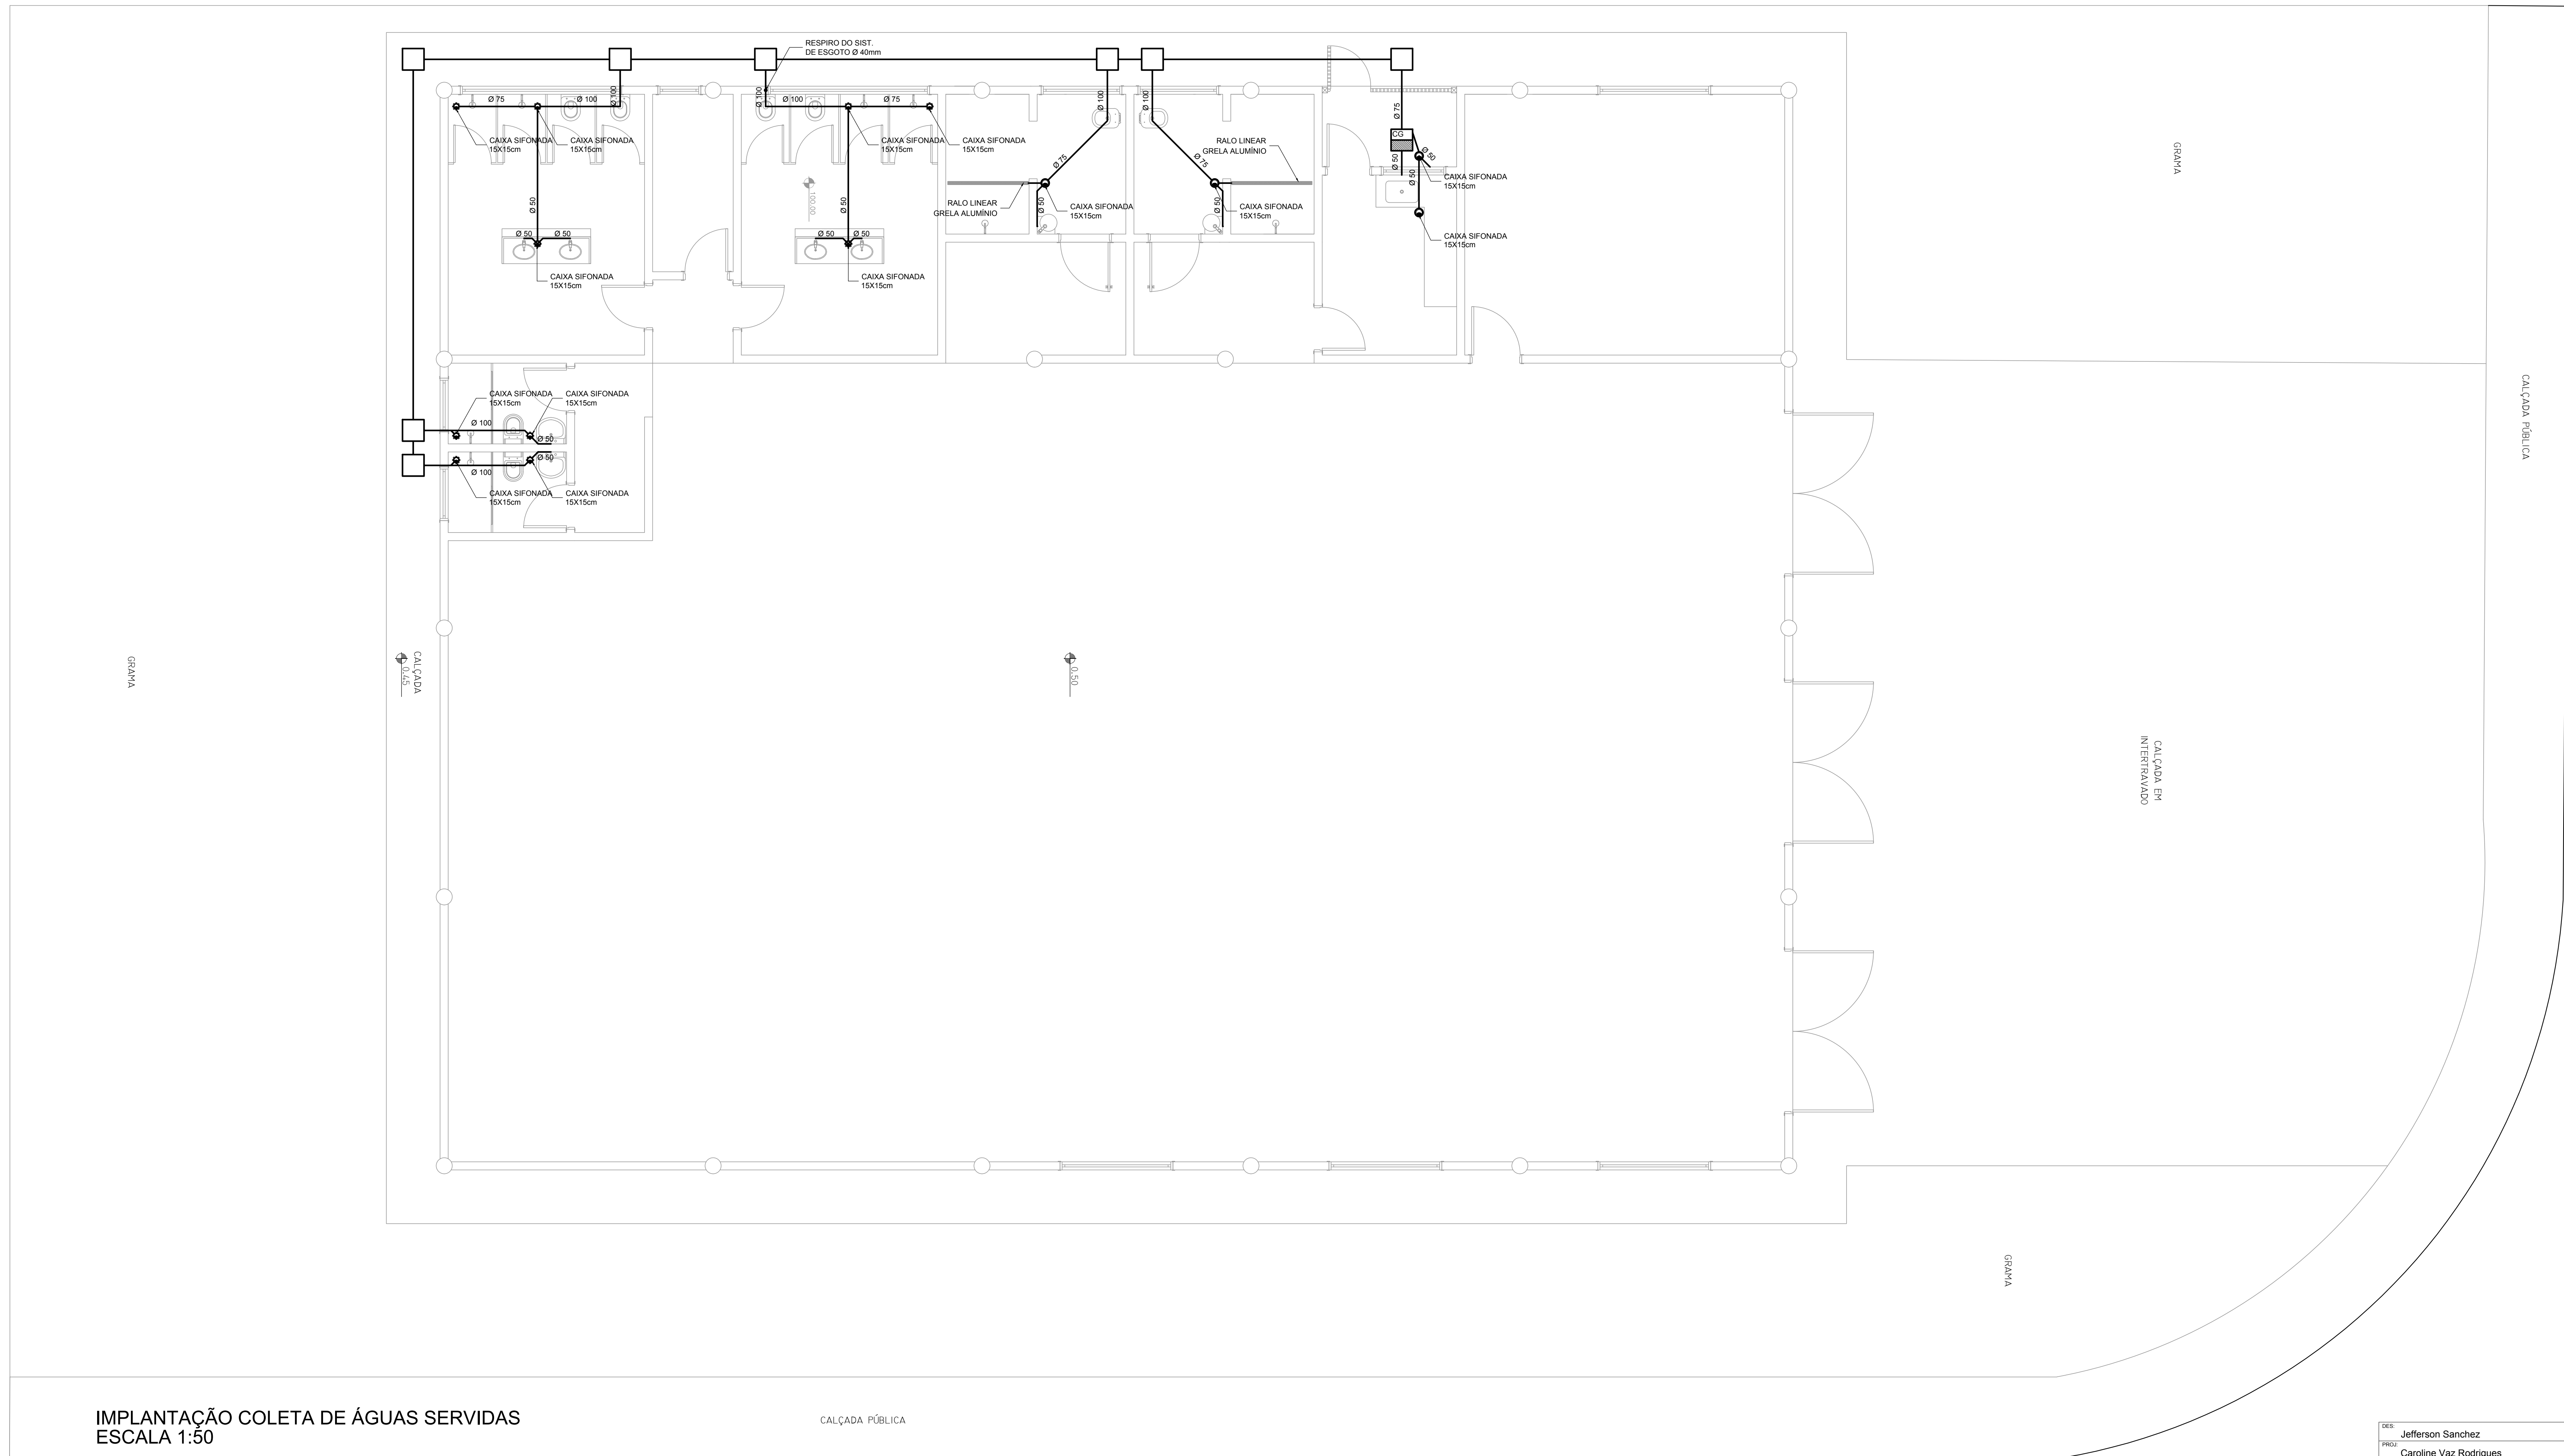 RESPIRO DO SIST.
DE ESGOTO Ø 40mm
Ø 75
Ø 100
Ø 100
Ø 100
Ø 100
Ø 75
Ø 100
Ø 100
Ø 75
CG
CAIXA SIFONADA
15X15cm
CAIXA SIFONADA
15X15cm
CAIXA SIFONADA
15X15cm
CAIXA SIFONADA
15X15cm
RALO LINEAR
GRELA ALUMÍNIO
Ø 75
Ø 75
Ø 50
Ø 50
Ø 50
CAIXA SIFONADA
15X15cm
GRAMA
100.00
Ø 50
Ø 50
RALO LINEAR
GRELA ALUMÍNIO
Ø 50
CAIXA SIFONADA
15X15cm
Ø 50
CAIXA SIFONADA
15X15cm
CAIXA SIFONADA
15X15cm
Ø 50
Ø 50
Ø 50
Ø 50
CAIXA SIFONADA
15X15cm
CAIXA SIFONADA
15X15cm
CAIXA SIFONADA
15X15cm
CAIXA SIFONADA
15X15cm
Ø 100
Ø 50
Ø 50
Ø 100
CAIXA SIFONADA
15X15cm
CAIXA SIFONADA
15X15cm
CALÇADA PÚBLICA
GRAMA
CALÇADA
0.45
0.50
CALÇADA EM
INTERTRAVADO
GRAMA
IMPLANTAÇÃO COLETA DE ÁGUAS SERVIDAS
ESCALA 1:50
CALÇADA PÚBLICA
DES:
Jefferson Sanchez
PROJ:
Caroline Vaz Rodrigues